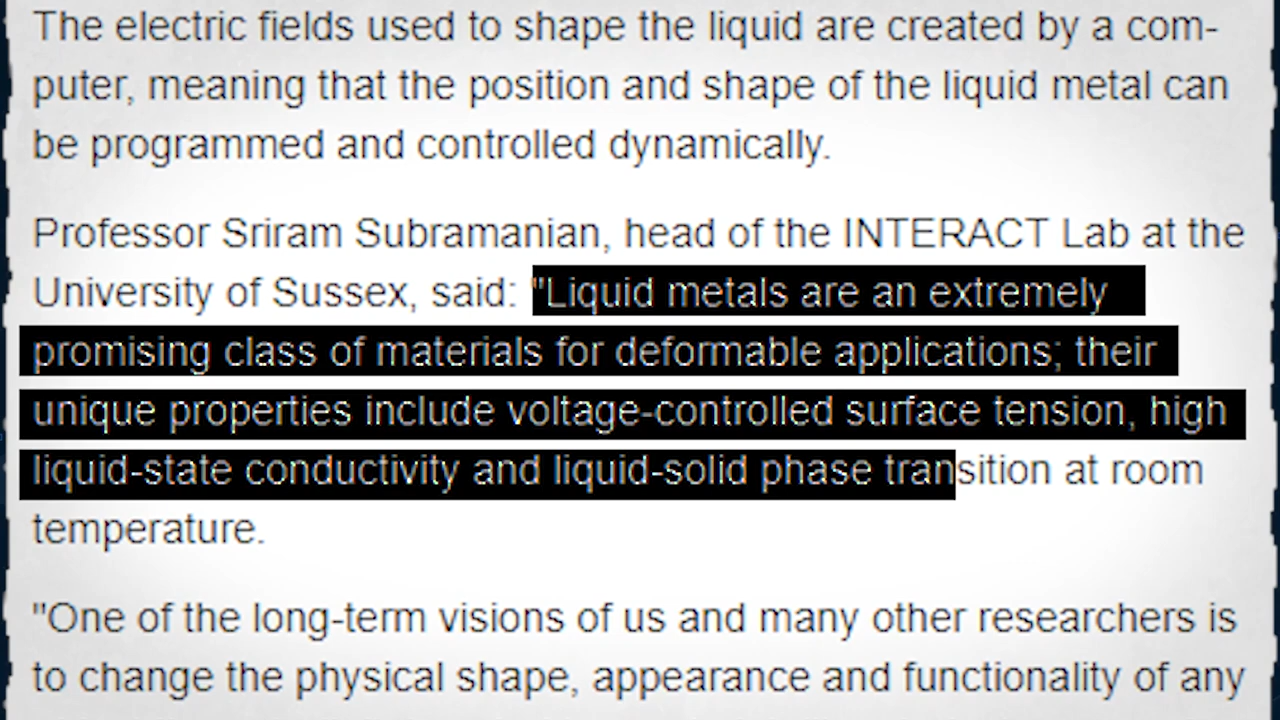 The electric fields used to shape the liquid are created by a com-
puter, meaning that the position and shape of the liquid metal can
be programmed and controlled dynamically.
Professor Sriram Subramanian, head of the INTERACT Lab at the
University of Sussex, said: "Liquid metals are an extremely
promising class of materials for deformable applications; their
unique properties include voltage-controlled surface tension, high
liquid-state conductivity and liquid-solid phase transition at room
temperature.
"One of the long-term visions of us and many other researchers is
to change the physical shape, appearance and functionality of any